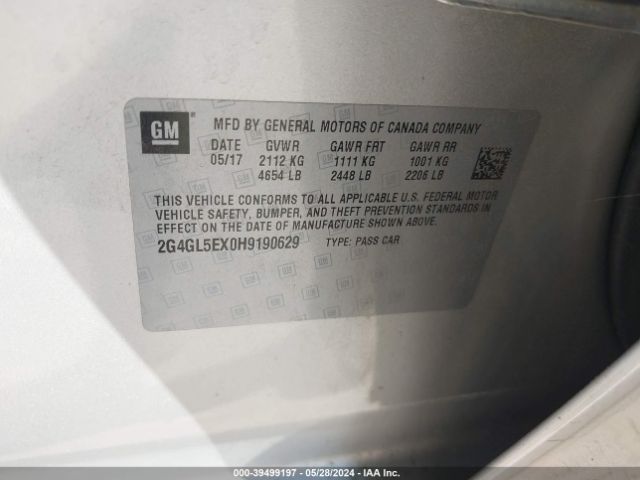 GM ®
MFD BY GENERAL MOTORS OF CANADA COMPANY
DATE GVWR GAWR FRT GAWR RR
05/17 2112 KG 1111 KG 1001 KG
4654 LB 2448 LB 2206 LB
THIS VEHICLE CONFORMS TO ALL APPLICABLE U.S. FEDERAL MOTOR
VEHICLE SAFETY, BUMPER, AND THEFT PREVENTION STANDARDS IN
EFFECT ON THE DATE OF MANUFACTURE SHOWN ABOVE.
2G4GL5EX0H9190629 TYPE: PASS CAR
000-39499197 - 05/28/2024 - IAAI.COM